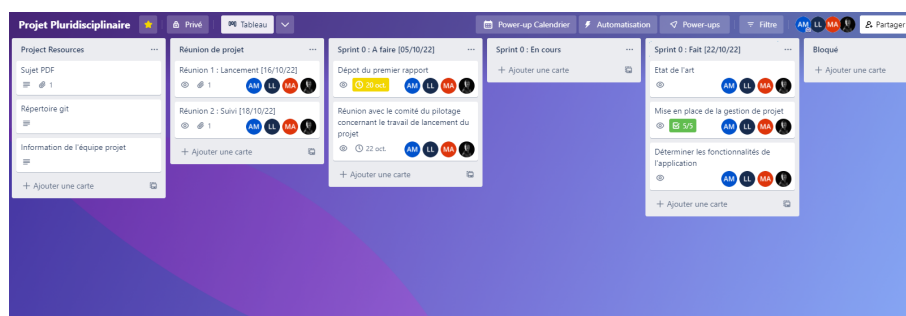 Projet Pluridisciplinaire
Privé
Tableau
Power-up Calendrier
Automatisation
Power-ups
Filtre
AM LL MA
Partager
Project Resources
Sujet PDF
1
Répertoire git
Information de l'équipe projet
+ Ajouter une carte
Réunion de projet
Réunion 1 : Lancement [16/10/22]
1 AM LL MA
Réunion 2 : Suivi [18/10/22]
1 AM LL MA
+ Ajouter une carte
Sprint 0 : A faire [05/10/22]
Dépot du premier rapport
20 oct. AM LL MA
Réunion avec le comité du pilotage
concernant le travail de lancement du
projet
22 oct. AM LL MA
+ Ajouter une carte
Sprint 0 : En cours
+ Ajouter une carte
Sprint 0 : Fait [22/10/22]
Etat de l'art
AM LL MA
Mise en place de la gestion de projet
5/5 AM LL MA
Déterminer les fonctionnalités de
l'application
AM LL MA
+ Ajouter une carte
Bloqué
+ Ajouter une carte